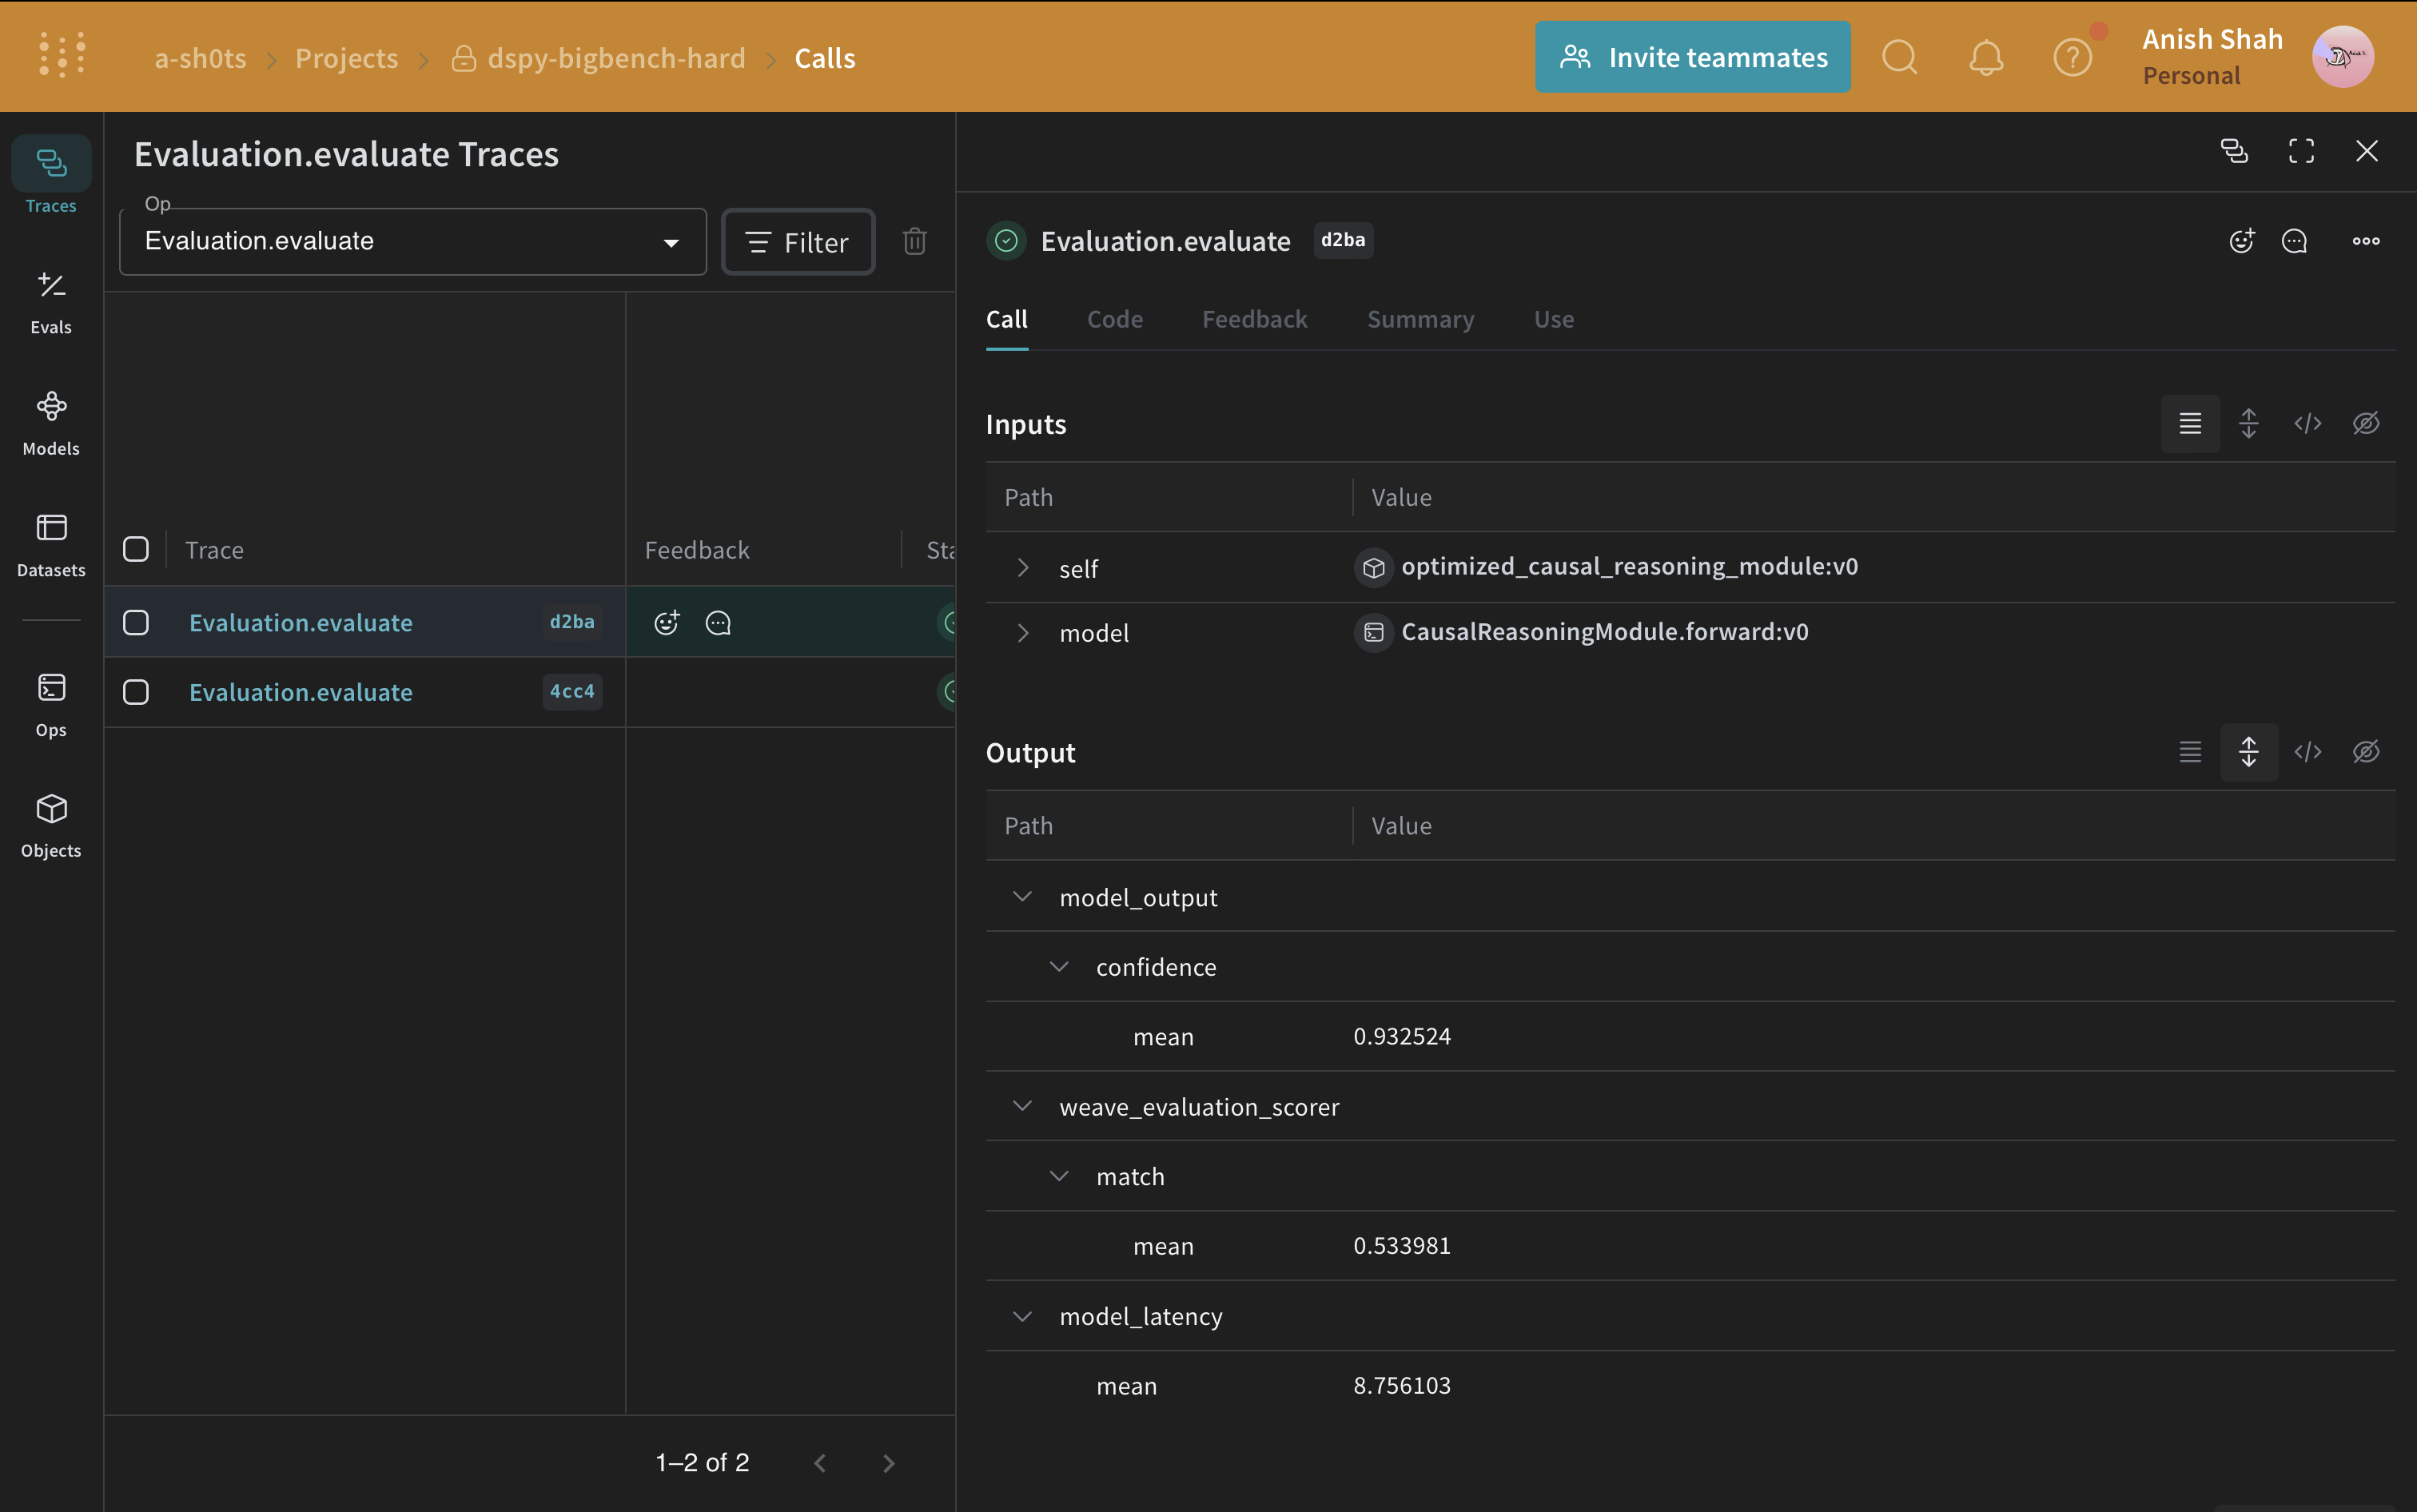 a-sh0ts > Projects > dspy-bigbench-hard > Calls
Invite teammates
Anish Shah
Personal
Traces
Evals
Models
Datasets
Ops
Objects
Evaluation.evaluate Traces
Op
Evaluation.evaluate
Filter
Trace Feedback Sta
Evaluation.evaluate d2ba
Evaluation.evaluate 4cc4
1–2 of 2
Evaluation.evaluate d2ba
Call Code Feedback Summary Use
Inputs
Path Value
self optimized_causal_reasoning_module:v0
model CausalReasoningModule.forward:v0
Output
Path Value
model_output
confidence
mean 0.932524
weave_evaluation_scorer
match
mean 0.533981
model_latency
mean 8.756103